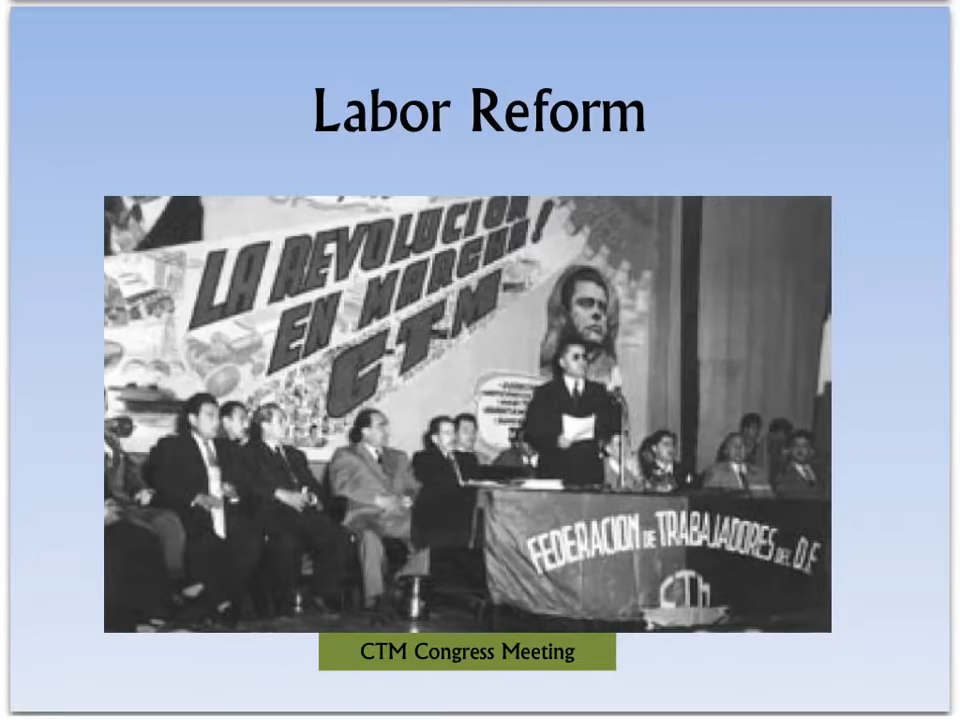 Labor Reform
LA REVOLUCION
EN MARCHA!
CTM
FEDERACION DE TRABAJADORES DEL D.F.
CTM
CTM Congress Meeting